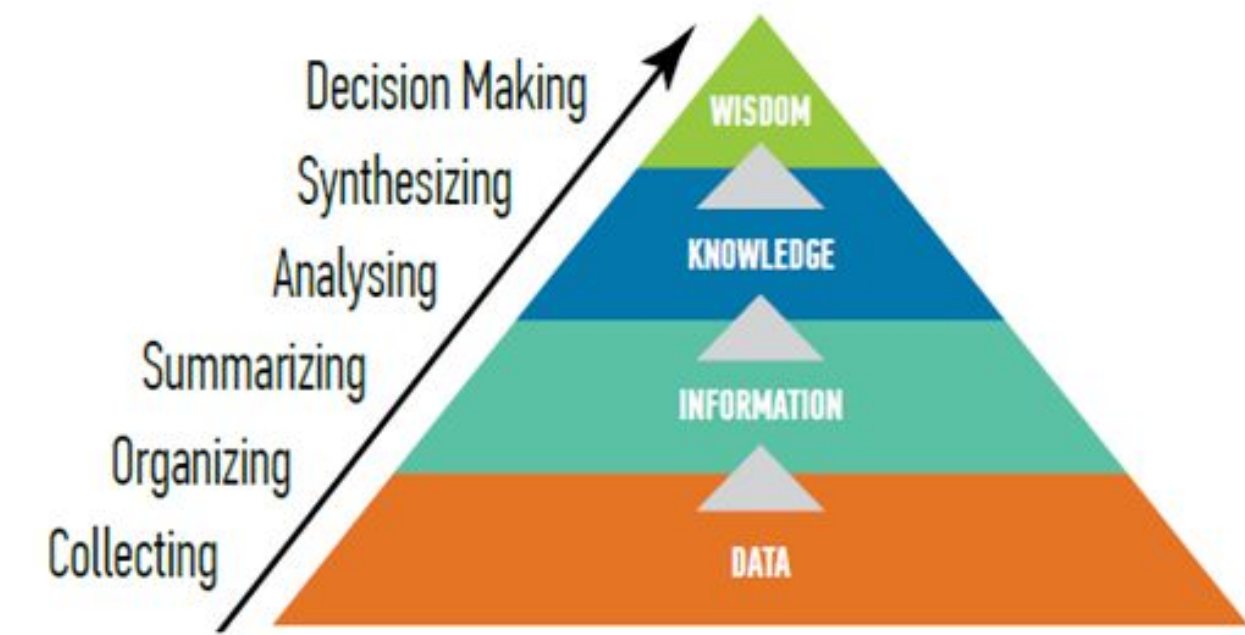 Decision Making
WISDOM
Synthesizing
KNOWLEDGE
Analysing
Summarizing
INFORMATION
Organizing
Collecting
DATA